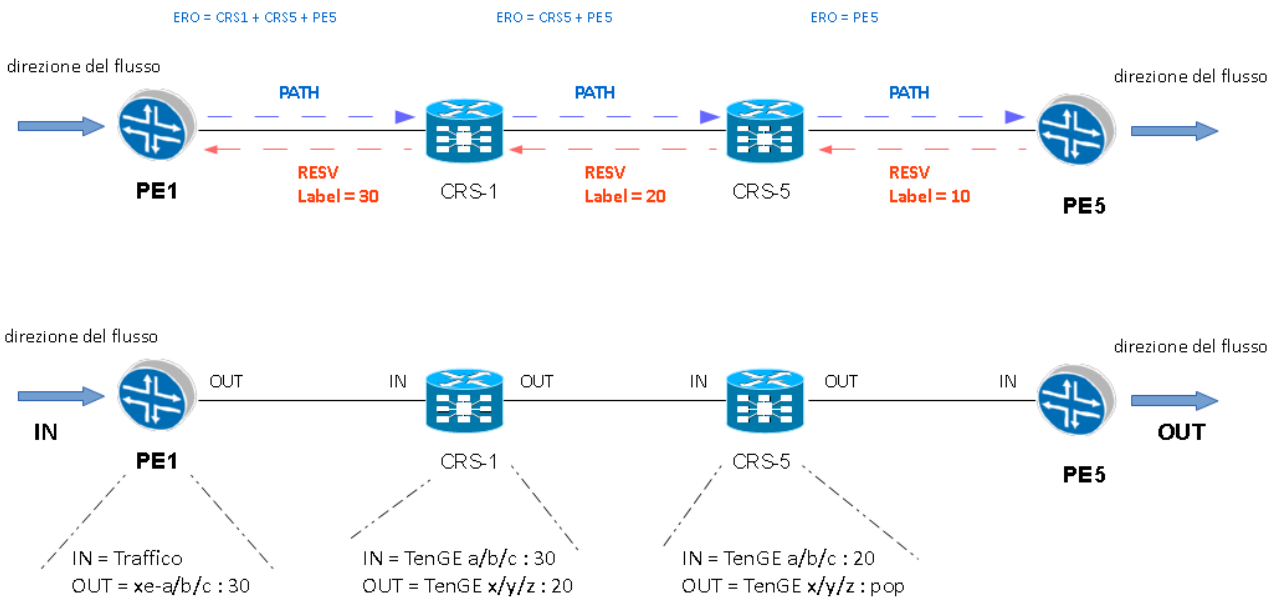 ERO = CRS1 + CRS5 + PE5
ERO = CRS5 + PE5
ERO = PE5
direzione del flusso
direzione del flusso
PATH
PATH
PATH
RESV
Label = 30
RESV
Label = 20
RESV
Label = 10
PE1
CRS-1
CRS-5
PE5
direzione del flusso
direzione del flusso
OUT
IN
OUT
IN
OUT
IN
IN
OUT
PE1
CRS-1
CRS-5
PE5
IN = Traffico
OUT = xe-a/b/c : 30
IN = TenGE a/b/c : 30
OUT = TenGE x/y/z : 20
IN = TenGE a/b/c : 20
OUT = TenGE x/y/z : pop